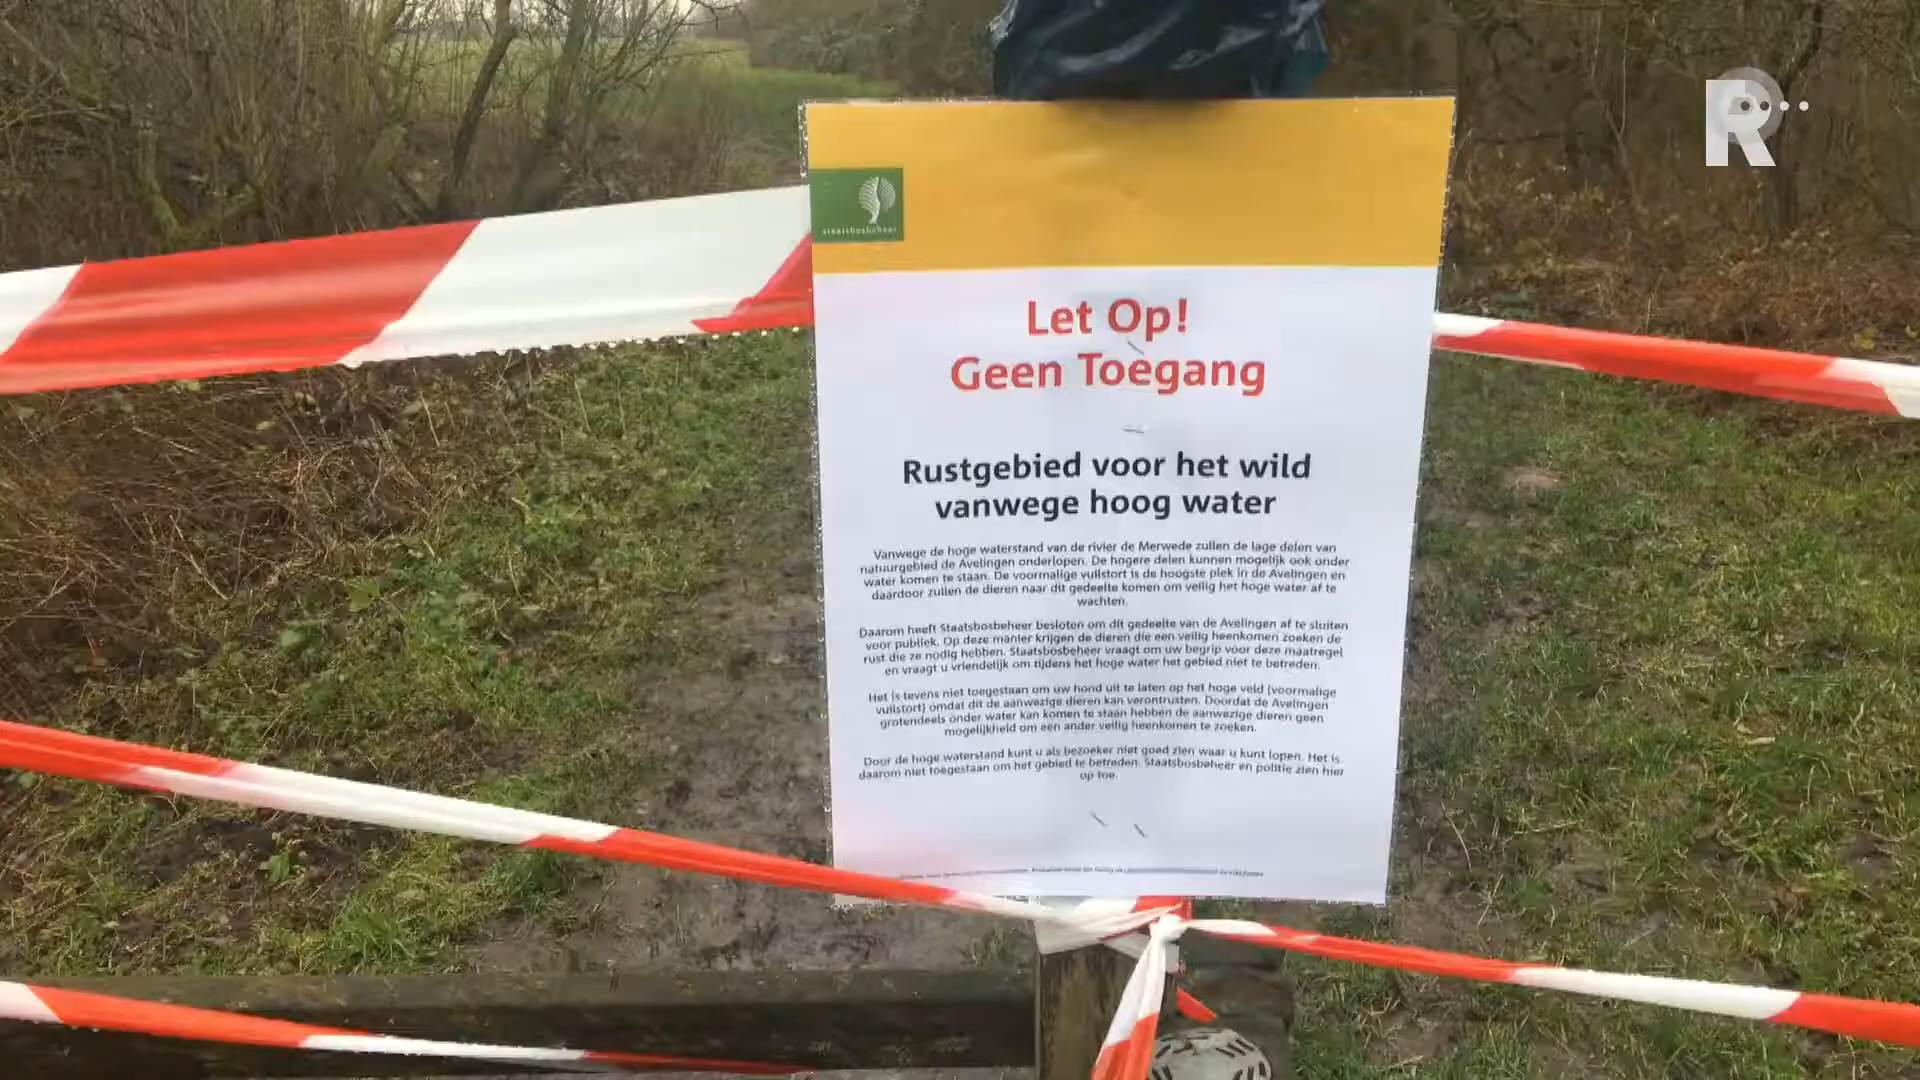 R
staatsbosbeheer
Let Op!
Geen Toegang
Rustgebied voor het wild
vanwege hoog water
Vanwege de hoge waterstand van de rivier de Merwede zullen de lage delen van
natuurgebied de Avelingen onderlopen. De hogere delen kunnen mogelijk ook onder
water komen te staan. De voormalige vuilstort is de hoogste plek in de Avelingen en
daardoor zullen de dieren naar dit gedeelte komen om veilig het hoge water af te
wachten.
Daarom heeft Staatsbosbeheer besloten om dit gedeelte van de Avelingen af te sluiten
voor publiek. Op deze manier krijgen de dieren die een veilig heenkomen zoeken de
rust die ze nodig hebben. Staatsbosbeheer vraagt om uw begrip voor deze maatregel
en vraagt u vriendelijk om tijdens het hoge water het gebied niet te betreden.
Het is tevens niet toegestaan om uw hond uit te laten op het hoge veld (voormalige
vuilstort) omdat dit de aanwezige dieren kan verontrusten. Doordat de Avelingen
grotendeels onder water kan komen te staan hebben de aanwezige dieren geen
mogelijkheid om een ander veilig heenkomen te zoeken.
Door de hoge waterstand kunt u als bezoeker niet goed zien waar u kunt lopen. Het is
daarom niet toegestaan om het gebied te betreden. Staatsbosbeheer en politie zien hier
op toe.